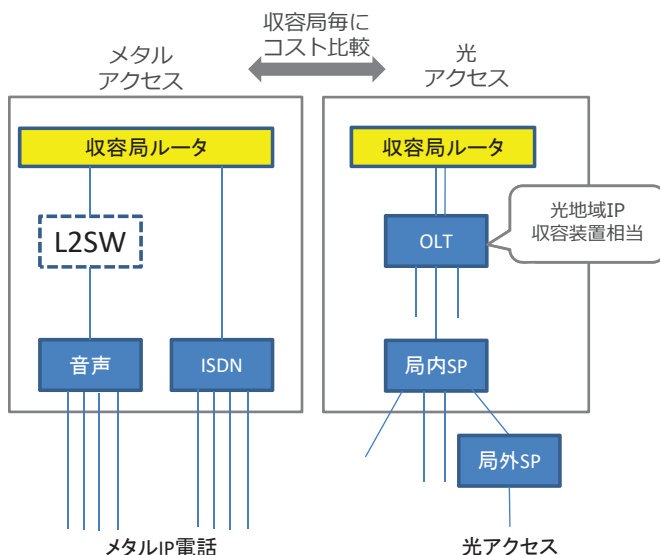 収容局毎に
コスト比較
メタル
アクセス
光
アクセス
収容局ルータ
収容局ルータ
L2SW
OLT
光地域IP
収容装置相当
音声
ISDN
局内SP
局外SP
メタルIP電話
光アクセス